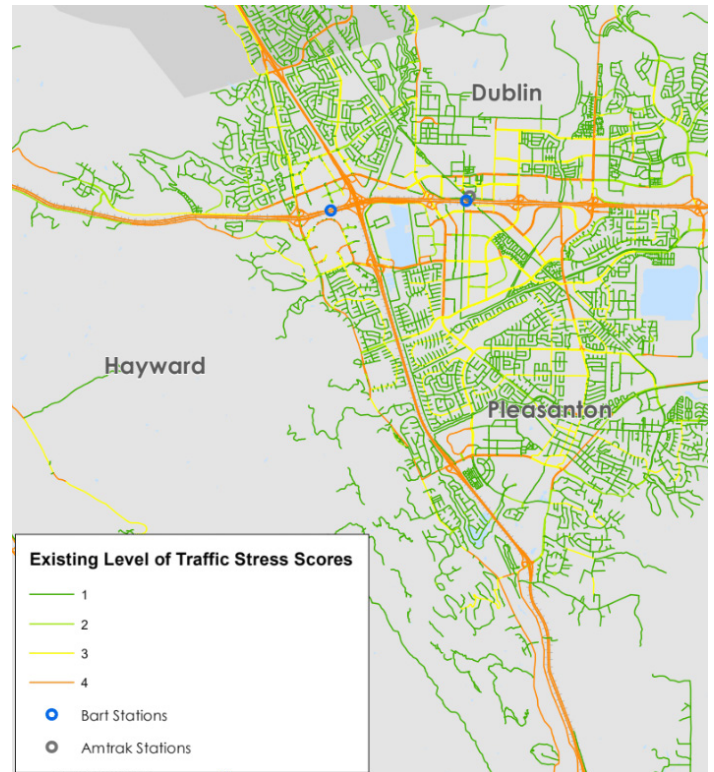 Dublin
Hayward
Pleasanton
Existing Level of Traffic Stress Scores
1
2
3
4
Bart Stations
Amtrak Stations